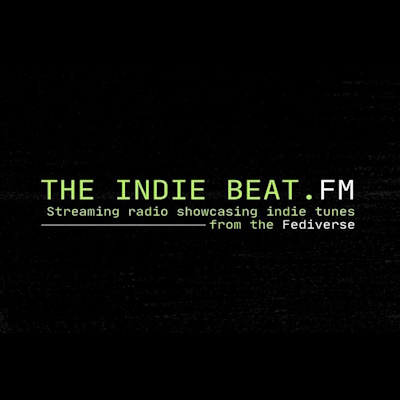 THE INDIE BEAT.FM
Streaming radio showcasing indie tunes
from the Fediverse